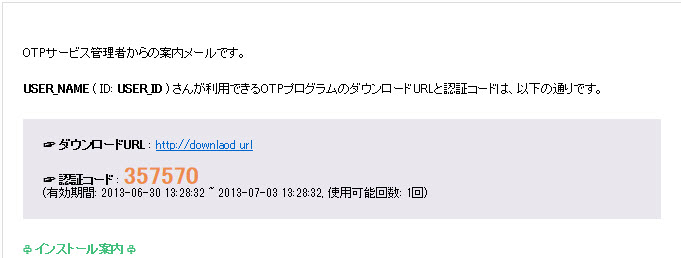 OTPサービス管理者からの案内メールです。
USER_NAME ( ID: USER_ID ) さんが利用できるOTPプログラムのダウンロードURLと認証コードは、以下の通りです。
☞ ダウンロードURL : http://downlaod url
☞ 認証コード : 357570
(有効期間: 2013-06-30 13:28:32 ~ 2013-07-03 13:28:32, 使用可能回数: 1回)
インストール案内